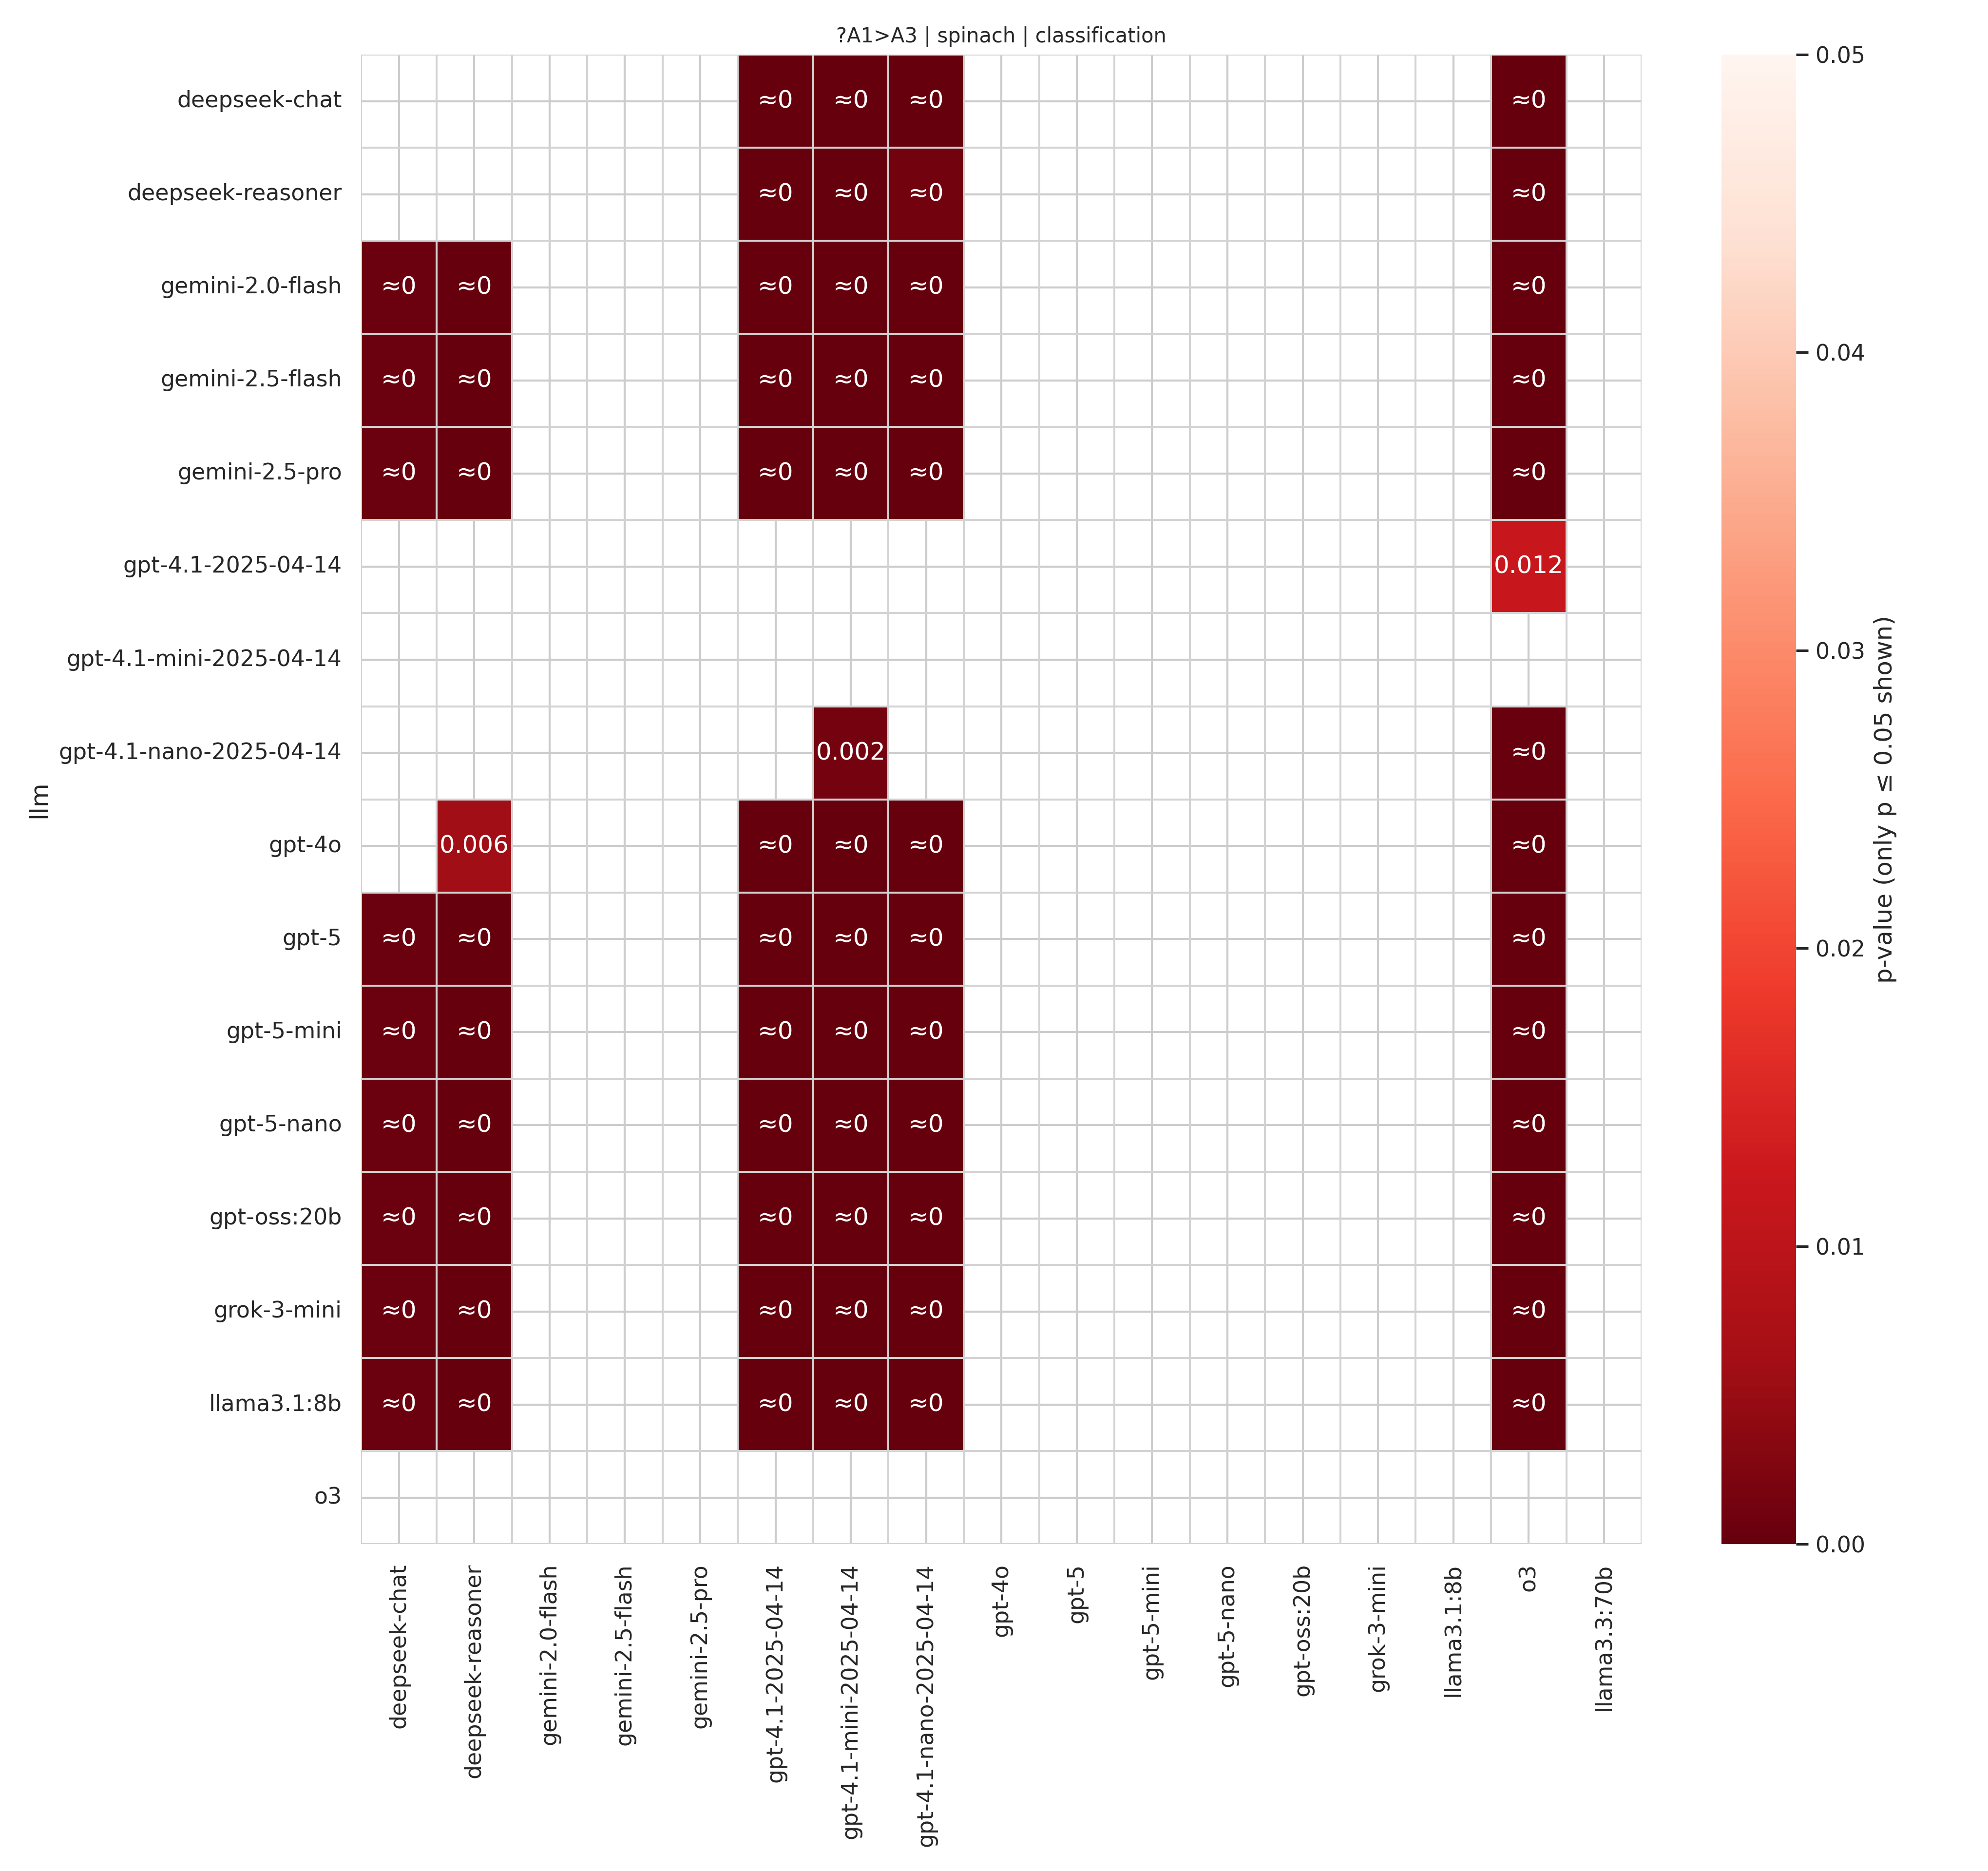 ?A1>A3 | spinach | classification
deepseek-chat ≈0 ≈0 ≈0 ≈0
deepseek-reasoner ≈0 ≈0 ≈0 ≈0
gemini-2.0-flash ≈0 ≈0 ≈0 ≈0 ≈0 ≈0
gemini-2.5-flash ≈0 ≈0 ≈0 ≈0 ≈0 ≈0
gemini-2.5-pro ≈0 ≈0 ≈0 ≈0 ≈0 ≈0
gpt-4.1-2025-04-14 0.012
gpt-4.1-mini-2025-04-14
gpt-4.1-nano-2025-04-14 0.002 ≈0
gpt-4o 0.006 ≈0 ≈0 ≈0 ≈0
gpt-5 ≈0 ≈0 ≈0 ≈0 ≈0 ≈0
gpt-5-mini ≈0 ≈0 ≈0 ≈0 ≈0 ≈0
gpt-5-nano ≈0 ≈0 ≈0 ≈0 ≈0 ≈0
gpt-oss:20b ≈0 ≈0 ≈0 ≈0 ≈0 ≈0
grok-3-mini ≈0 ≈0 ≈0 ≈0 ≈0 ≈0
llama3.1:8b ≈0 ≈0 ≈0 ≈0 ≈0 ≈0
o3
llm
deepseek-chat
deepseek-reasoner
gemini-2.0-flash
gemini-2.5-flash
gemini-2.5-pro
gpt-4.1-2025-04-14
gpt-4.1-mini-2025-04-14
gpt-4.1-nano-2025-04-14
gpt-4o
gpt-5
gpt-5-mini
gpt-5-nano
gpt-oss:20b
grok-3-mini
llama3.1:8b
o3
llama3.3:70b
0.05
0.04
0.03
0.02
0.01
0.00
p-value (only p ≤ 0.05 shown)